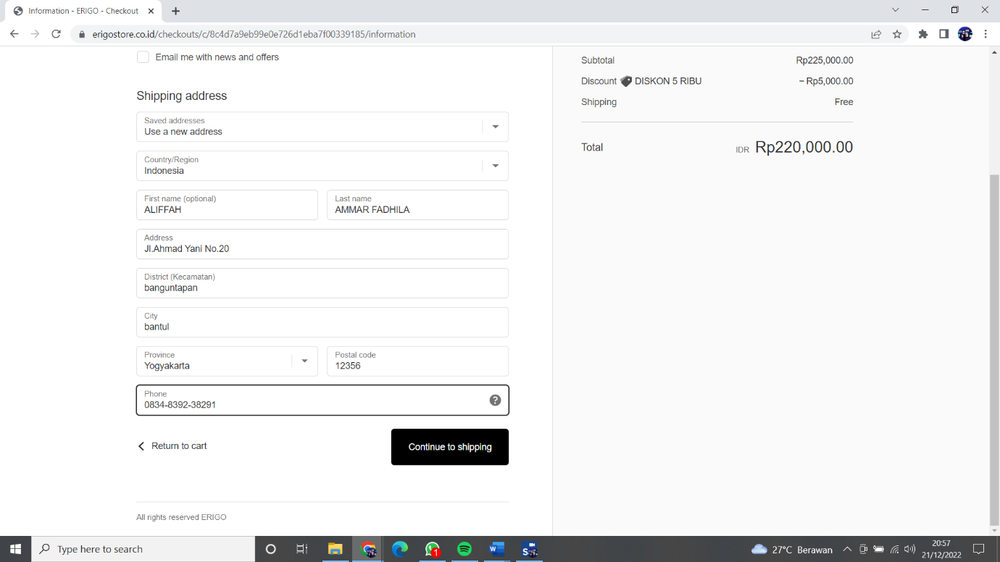 Information - ERIGO - Checkout
erigostore.co.id/checkouts/c/8c4d7a9eb99e0e726d1eba7f00339185/information
Email me with news and offers
Shipping address
Saved addresses
Use a new address
Country/Region
Indonesia
First name (optional)
ALIFFAH
Last name
AMMAR FADHILA
Address
Jl.Ahmad Yani No.20
District (Kecamatan)
banguntapan
City
bantul
Province
Yogyakarta
Postal code
12356
Phone
0834-8392-38291
?
Return to cart
Continue to shipping
All rights reserved ERIGO
Subtotal Rp225,000.00
Discount DISKON 5 RIBU − Rp5,000.00
Shipping Free
Total IDR Rp220,000.00
Type here to search
1
W
S
27°C Berawan
20:57
21/12/2022